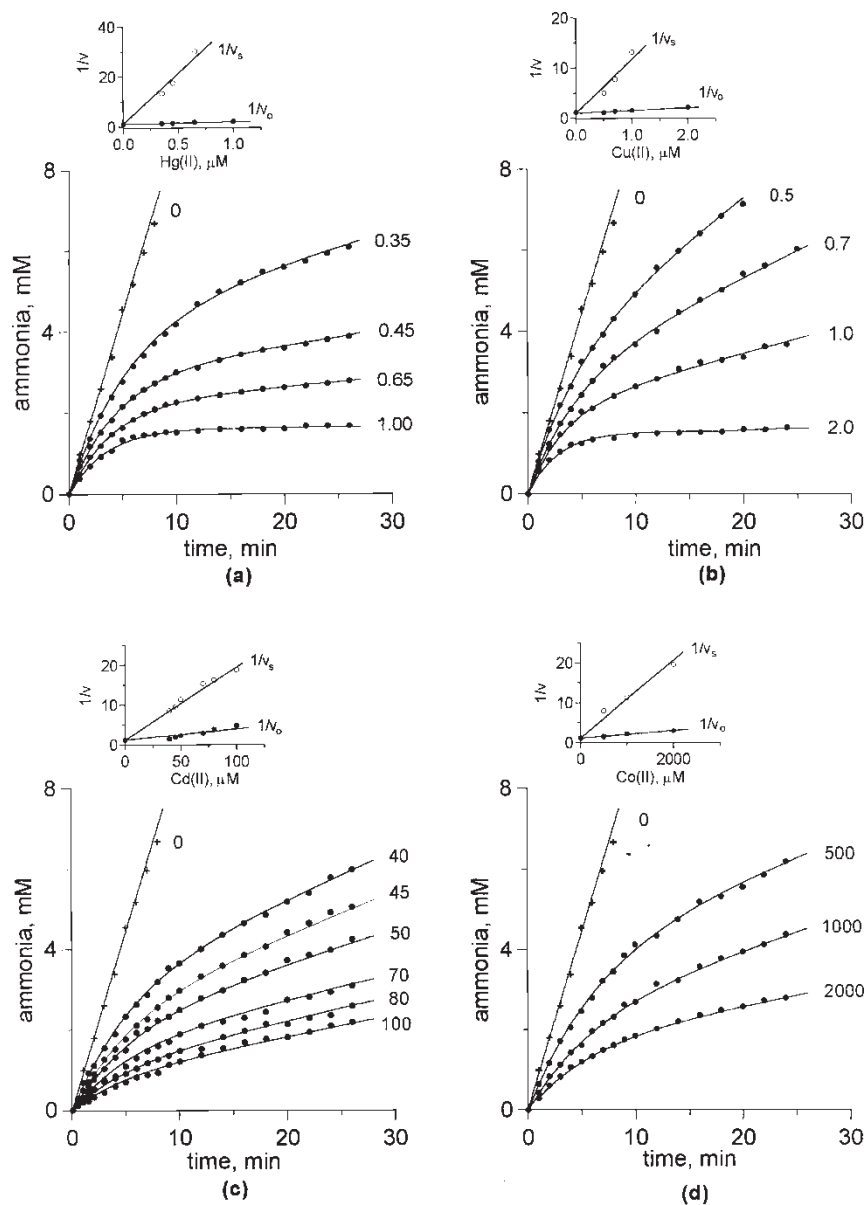 40
20
0
1/v
1/vs
1/vo
0.0 0.5 1.0
Hg(II), μM
8
4
0
ammonia, mM
0
0.35
0.45
0.65
1.00
0 10 20 30
time, min
(a)
20
10
0
1/v
1/vs
1/vo
0.0 1.0 2.0
Cu(II), μM
8
4
0
ammonia, mM
0
0.5
0.7
1.0
2.0
0 10 20 30
time, min
(b)
20
10
0
1/v
1/vs
1/vo
0 50 100
Cd(II), μM
8
4
0
ammonia, mM
0
40
45
50
70
80
100
0 10 20 30
time, min
(c)
20
10
0
1/v
1/vs
1/vo
0 2000
Co(II), μM
8
4
0
ammonia, mM
0
500
1000
2000
0 10 20 30
time, min
(d)